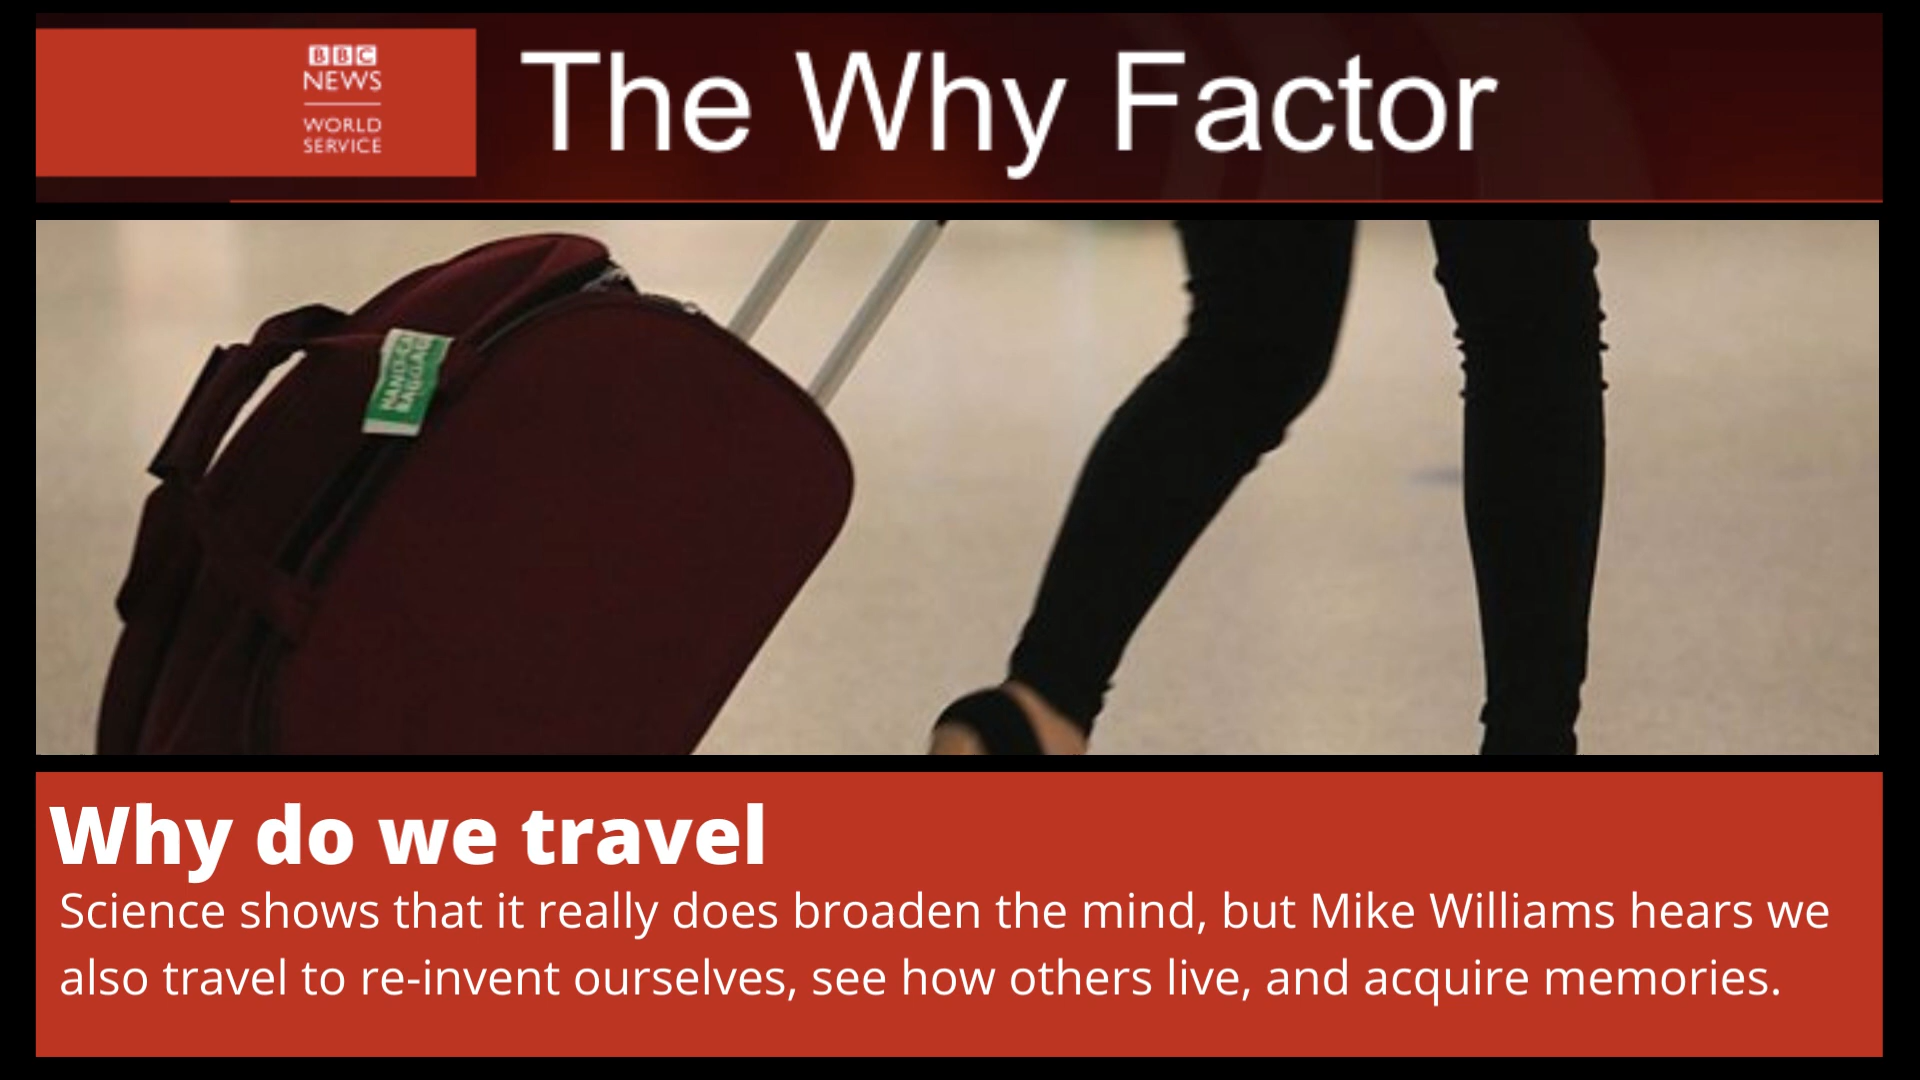 BBC
NEWS
WORLD
SERVICE
The Why Factor
HAND
BAGGAGE
Why do we travel
Science shows that it really does broaden the mind, but Mike Williams hears we
also travel to re-invent ourselves, see how others live, and acquire memories.